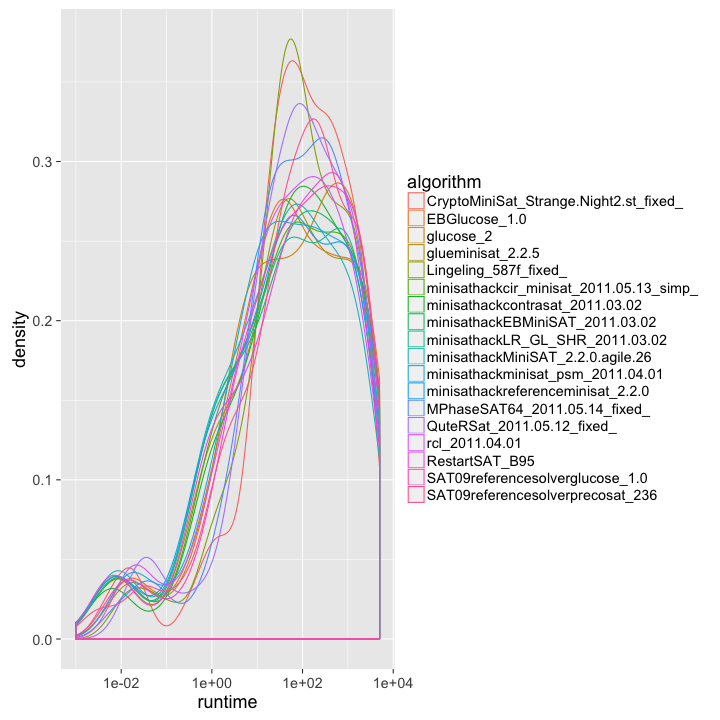 0.3
0.2
0.1
0.0
density
1e-02 1e+00 1e+02 1e+04
runtime
algorithm
CryptoMiniSat_Strange.Night2.st_fixed_
EBGlucose_1.0
glucose_2
glueminisat_2.2.5
Lingeling_587f_fixed_
minisathackcir_minisat_2011.05.13_simp_
minisathackcontrasat_2011.03.02
minisathackEBMiniSAT_2011.03.02
minisathackLR_GL_SHR_2011.03.02
minisathackMiniSAT_2.2.0.agile.26
minisathackminisat_psm_2011.04.01
minisathackreferenceminisat_2.2.0
MPhaseSAT64_2011.05.14_fixed_
QuteRSat_2011.05.12_fixed_
rcl_2011.04.01
RestartSAT_B95
SAT09referencesolverglucose_1.0
SAT09referencesolverprecosat_236